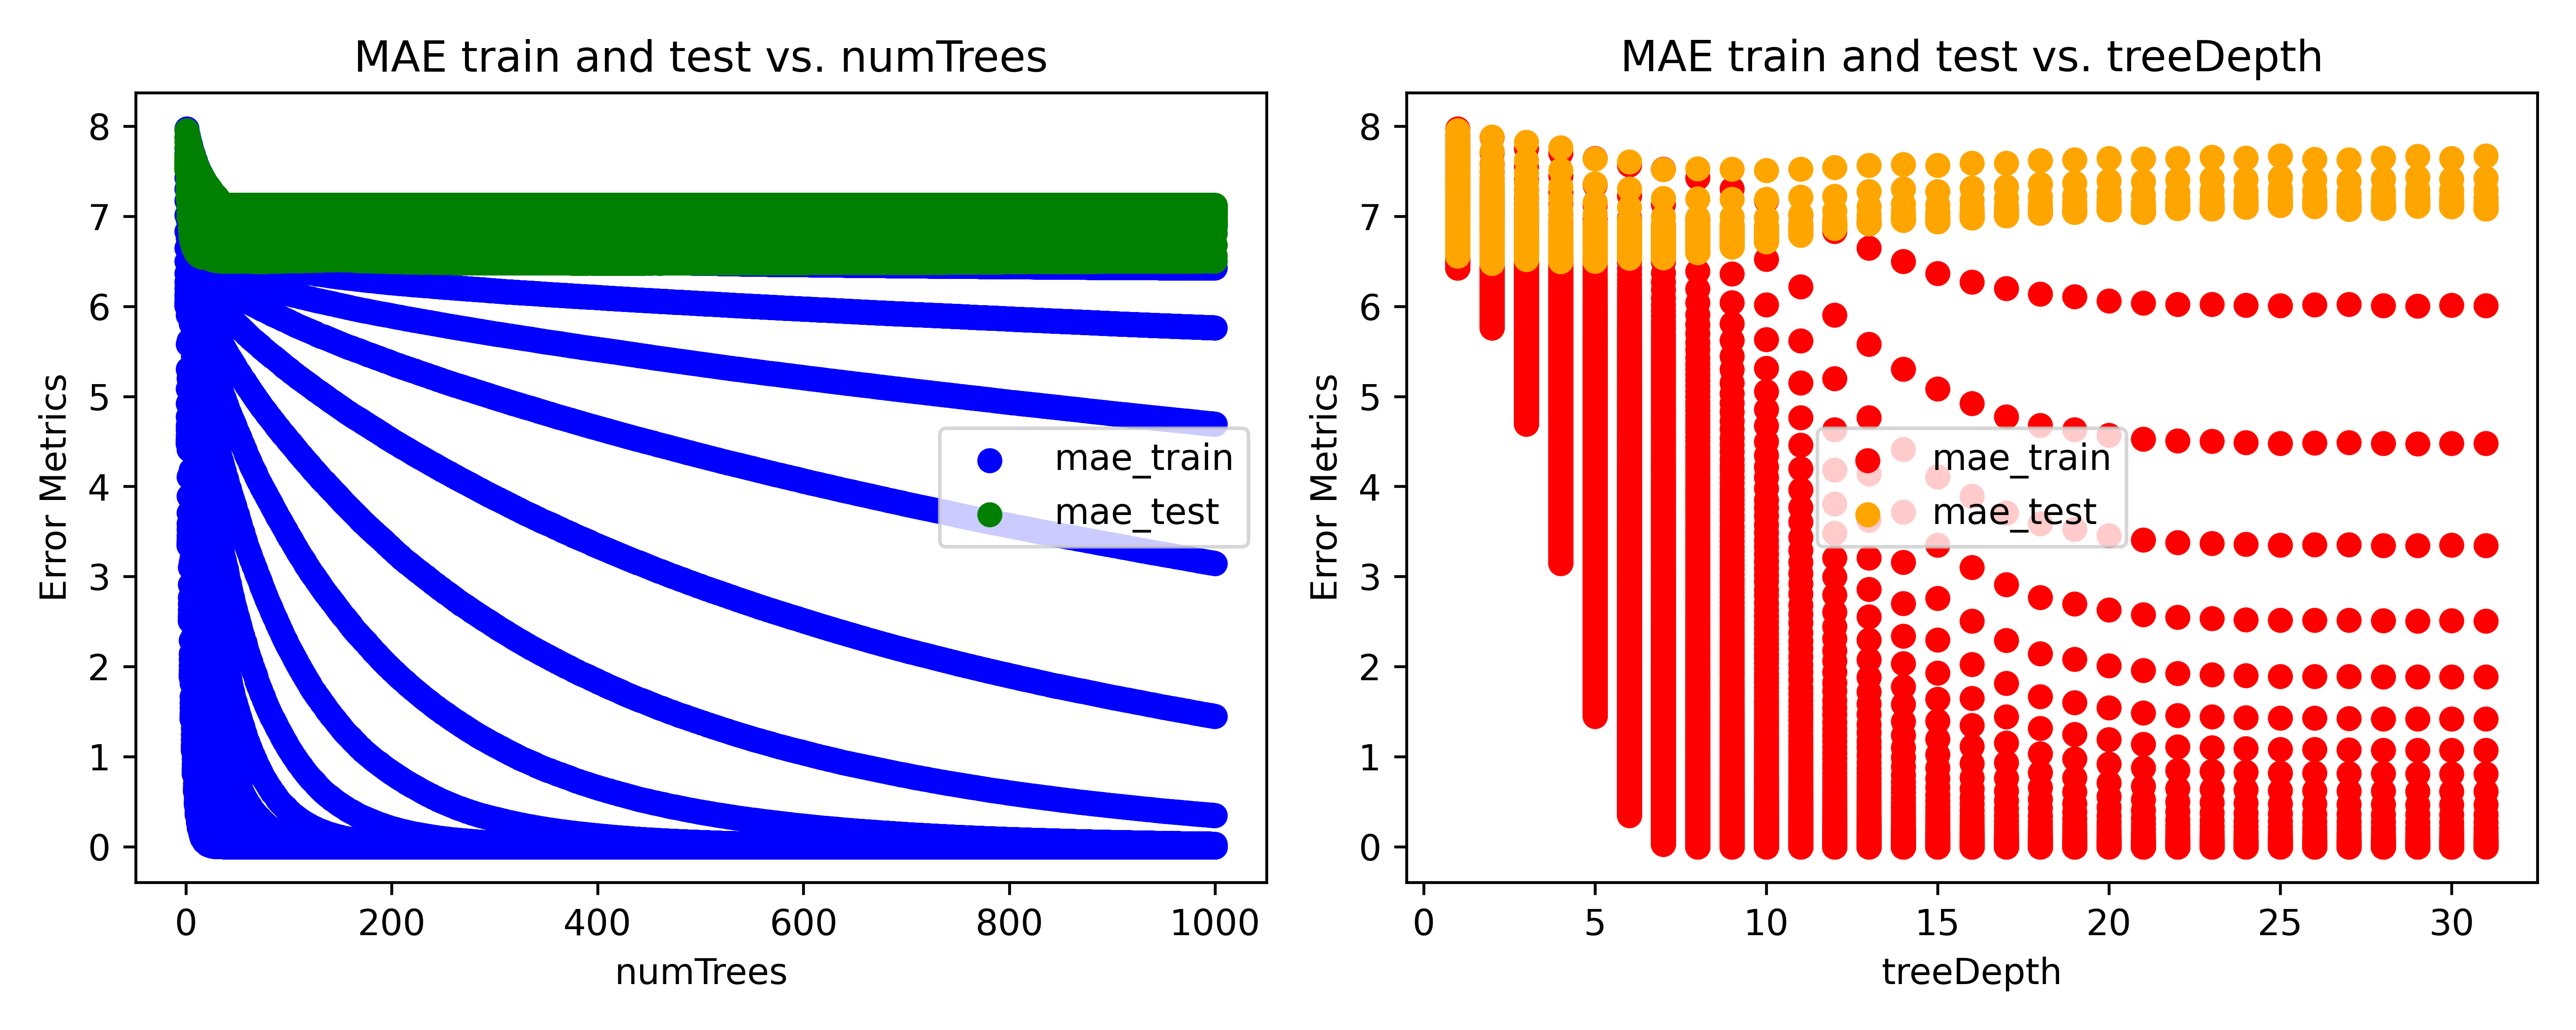 MAE train and test vs. numTrees
8
7
6
5
4
3
2
1
0
Error Metrics
mae_train
mae_test
0 200 400 600 800 1000
numTrees
MAE train and test vs. treeDepth
8
7
6
5
4
3
2
1
0
Error Metrics
mae_train
mae_test
0 5 10 15 20 25 30
treeDepth